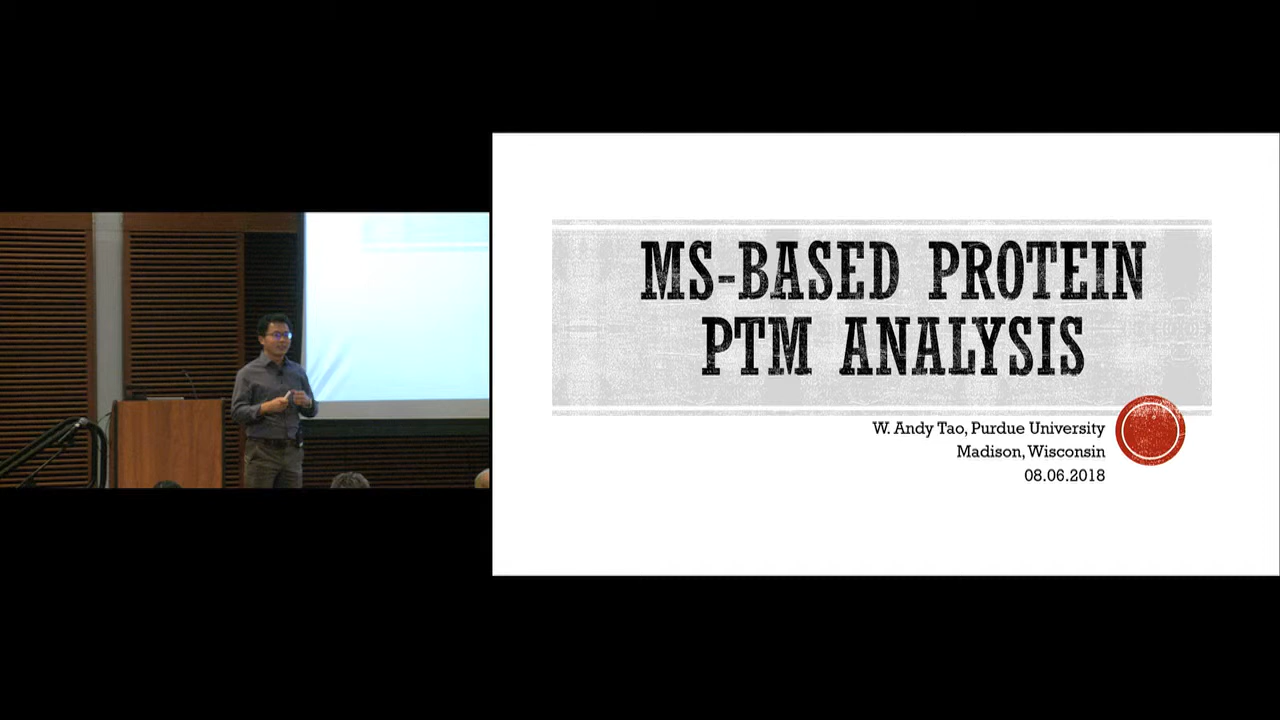 MS-BASED PROTEIN
PTM ANALYSIS
W. Andy Tao, Purdue University
Madison, Wisconsin
08.06.2018